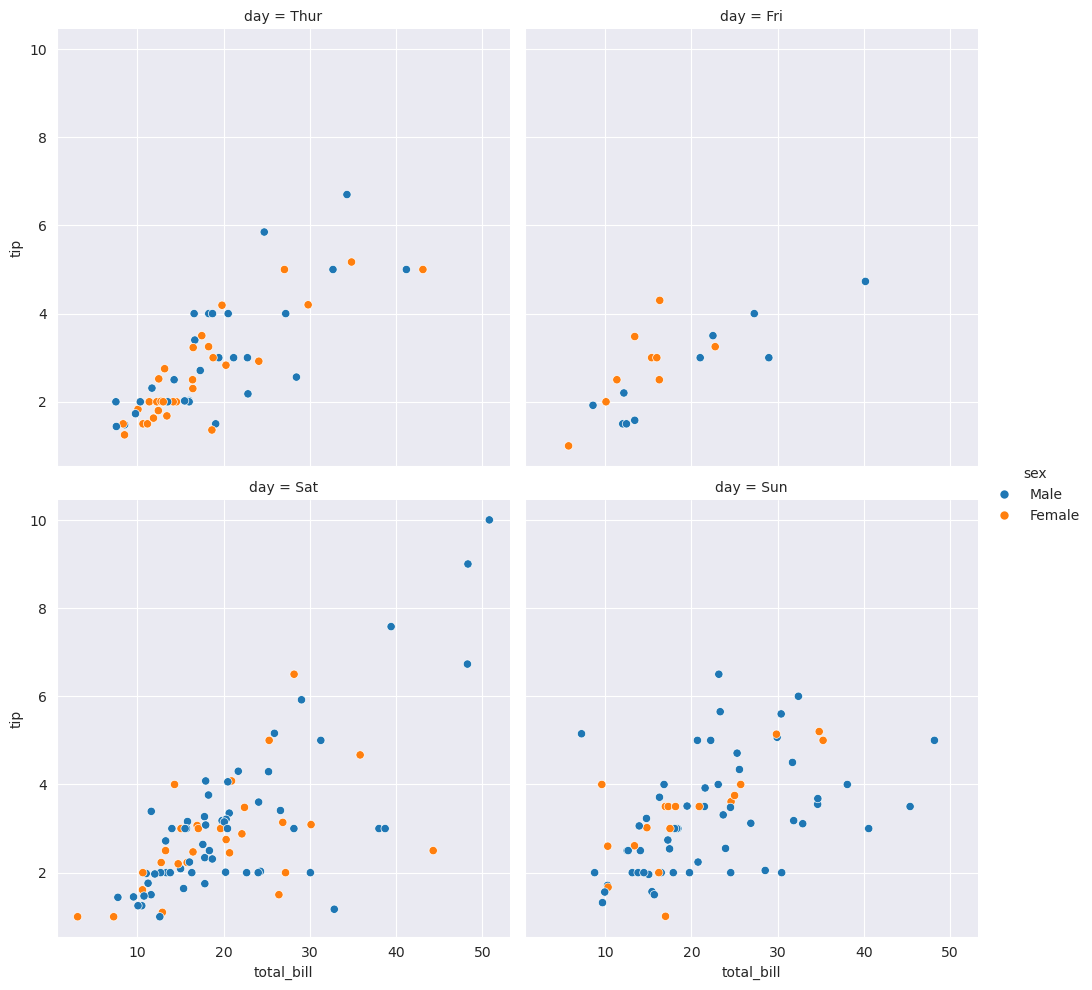 day = Thur
day = Fri
10
8
6
4
2
tip
day = Sat
day = Sun
10
8
6
4
2
tip
10 20 30 40 50
10 20 30 40 50
total_bill
total_bill
sex
Male
Female